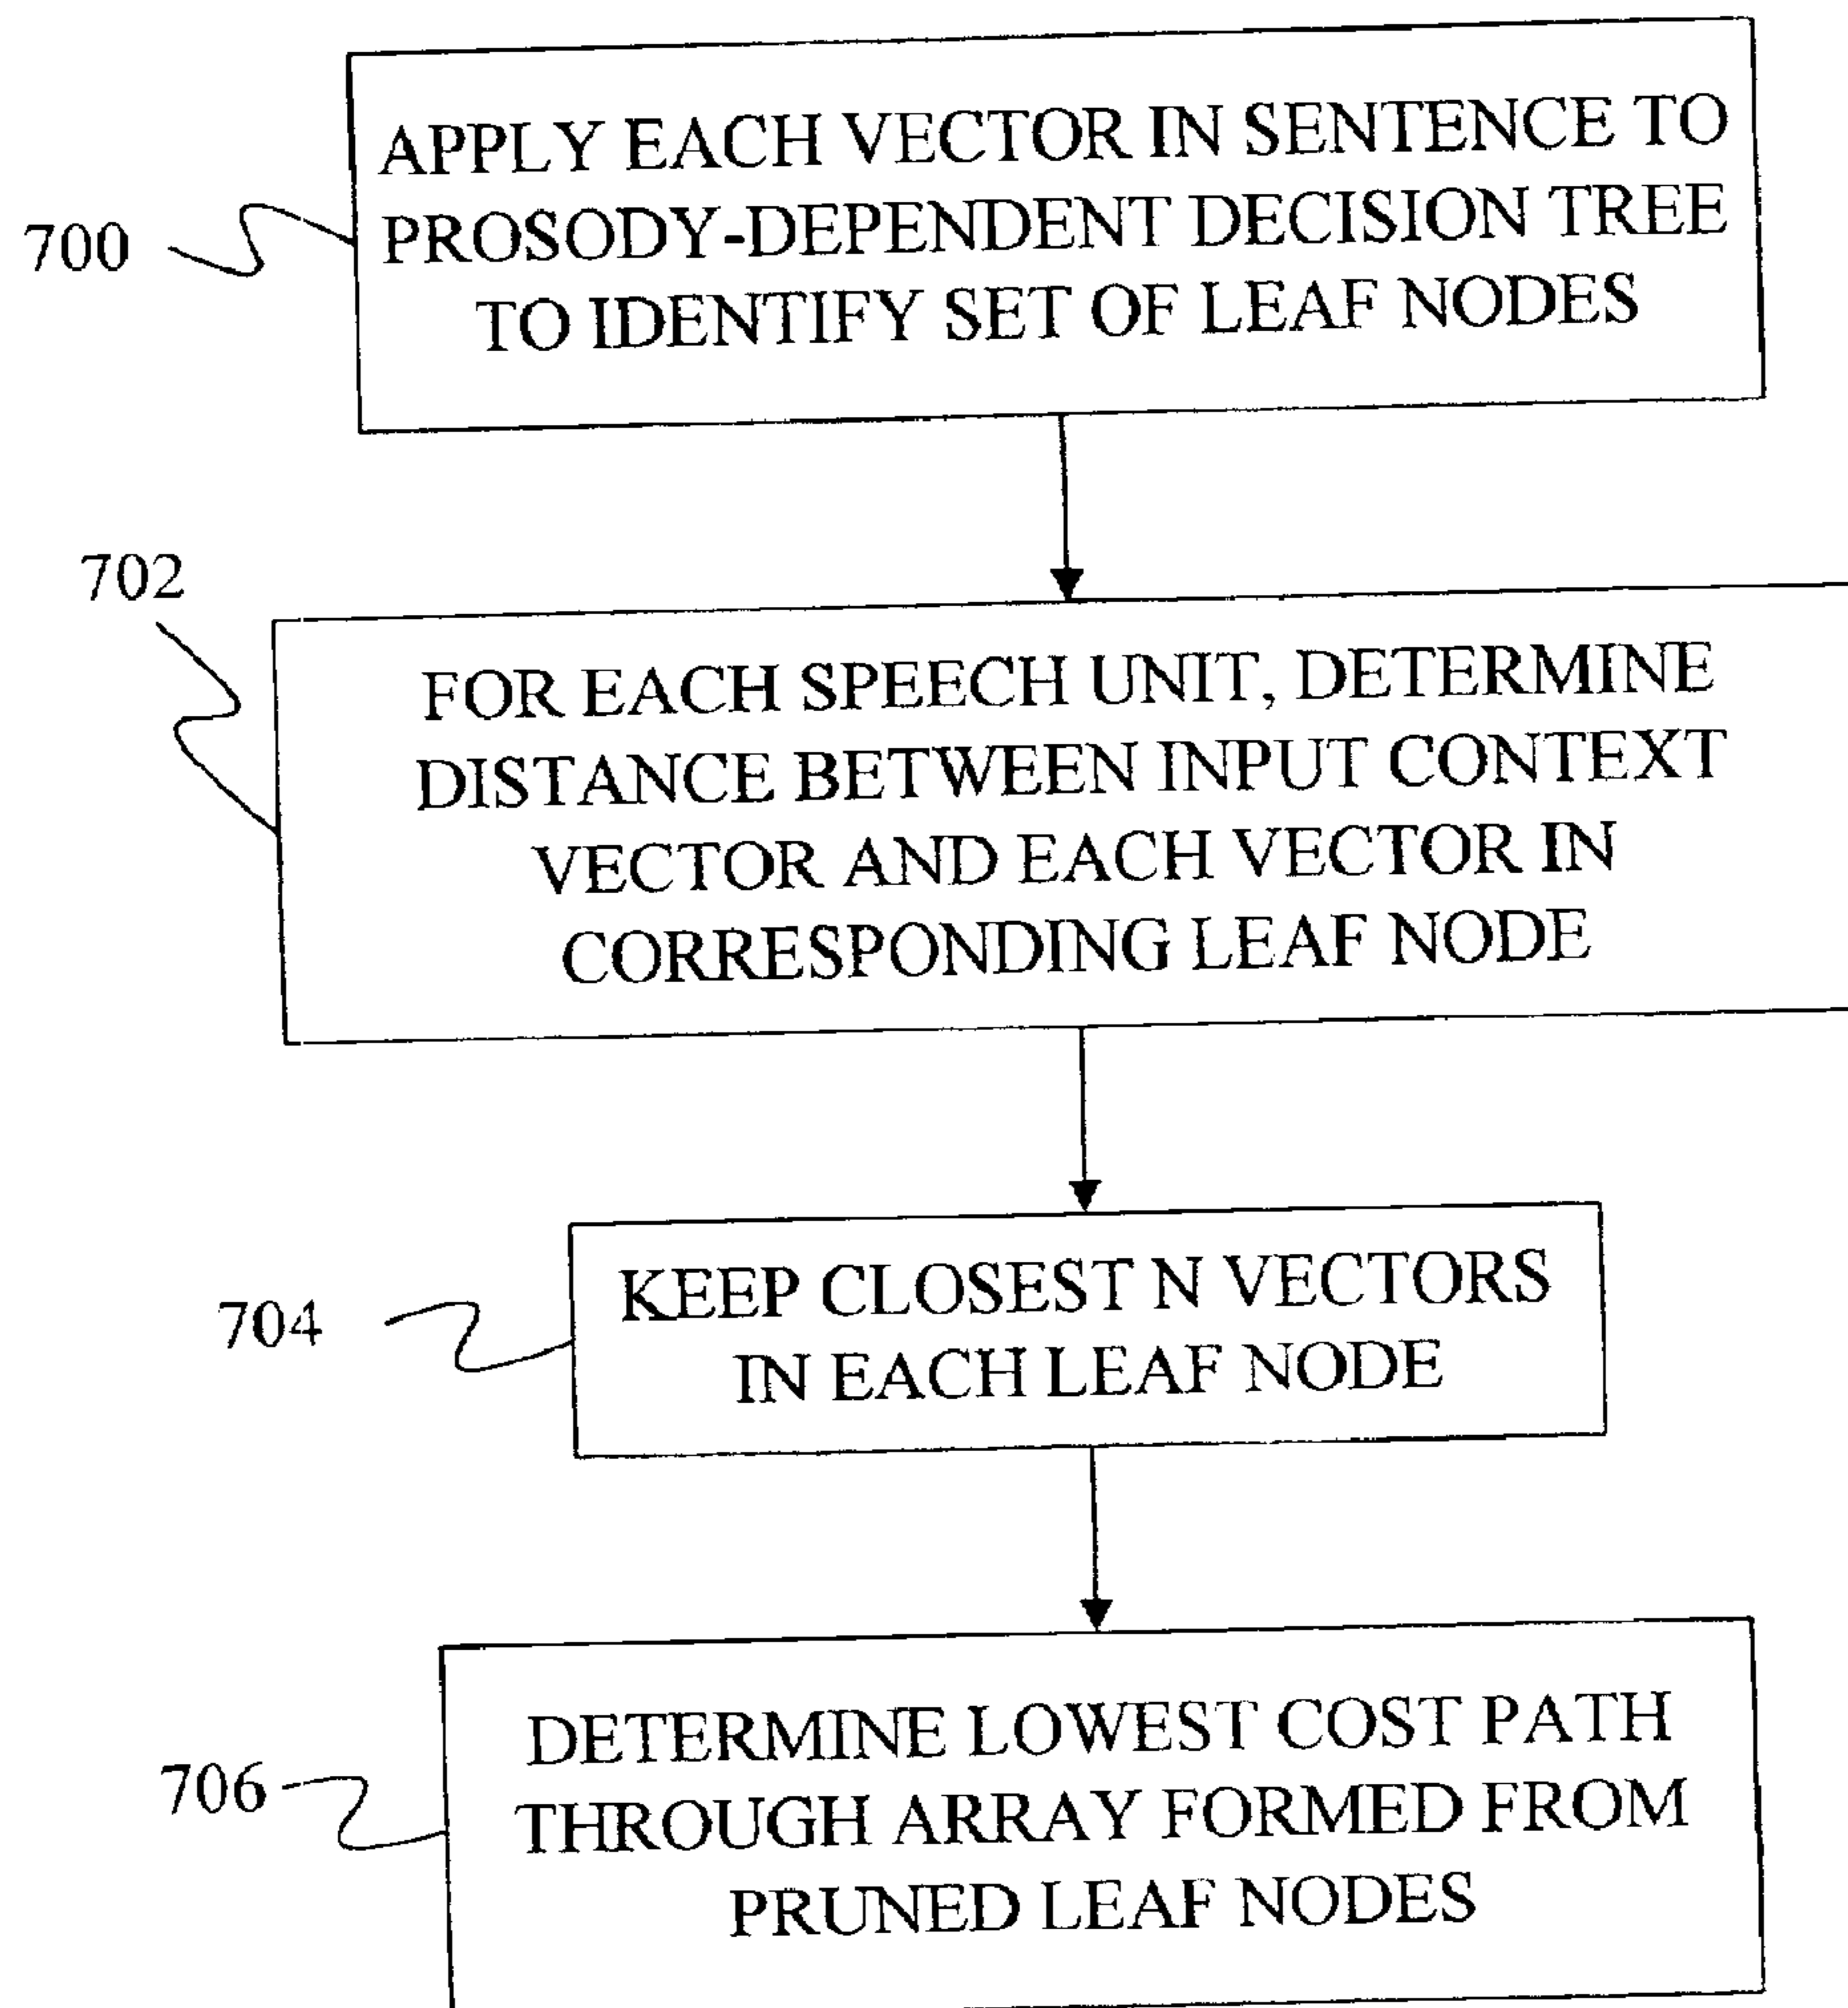 APPLY EACH VECTOR IN SENTENCE TO
PROSODY-DEPENDENT DECISION TREE
TO IDENTIFY SET OF LEAF NODES
700
702
FOR EACH SPEECH UNIT, DETERMINE
DISTANCE BETWEEN INPUT CONTEXT
VECTOR AND EACH VECTOR IN
CORRESPONDING LEAF NODE
KEEP CLOSEST N VECTORS
IN EACH LEAF NODE
704
DETERMINE LOWEST COST PATH
THROUGH ARRAY FORMED FROM
PRUNED LEAF NODES
706